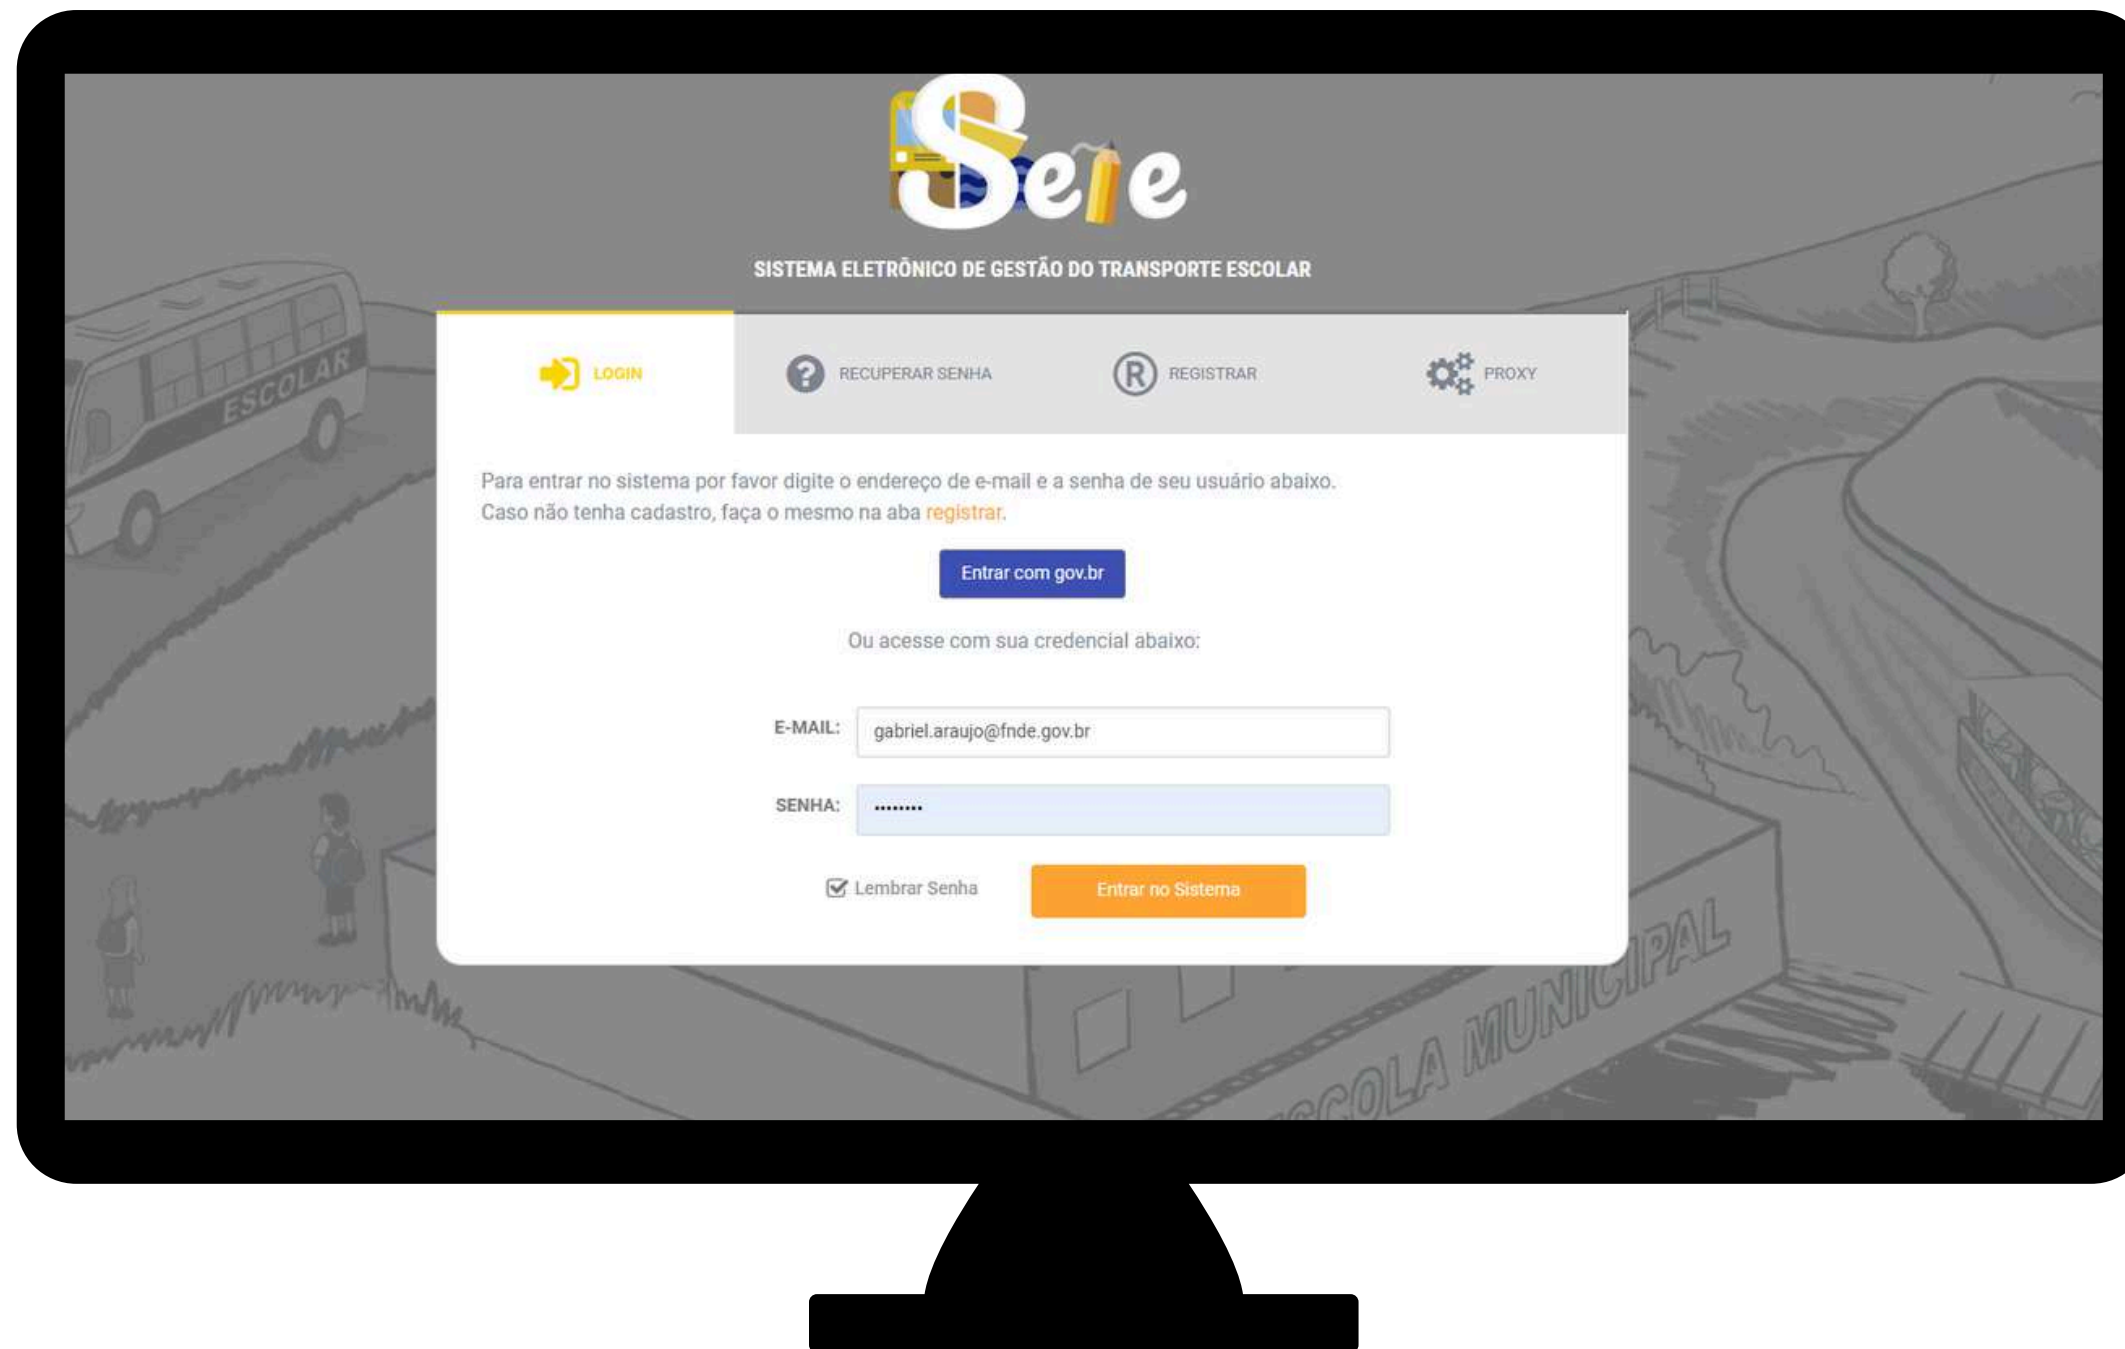 Sete
SISTEMA ELETRÔNICO DE GESTÃO DO TRANSPORTE ESCOLAR
LOGIN
RECUPERAR SENHA
REGISTRAR
PROXY
ESCOLAR
Para entrar no sistema por favor digite o endereço de e-mail e a senha de seu usuário abaixo.
Caso não tenha cadastro, faça o mesmo na aba registrar.
Entrar com gov.br
Ou acesse com sua credencial abaixo:
E-MAIL:
gabriel.araujo@fnde.gov.br
SENHA:
••••••••
Lembrar Senha
Entrar no Sistema
ESCOLA MUNICIPAL